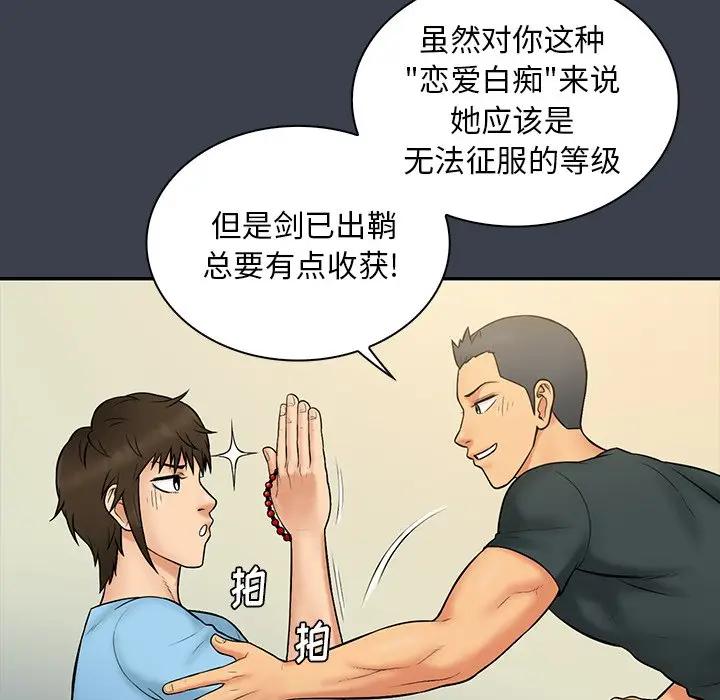 虽然对你这种
"恋爱白痴"来说
她应该是
无法征服的等级
但是剑已出鞘
总要有点收获!
拍
拍